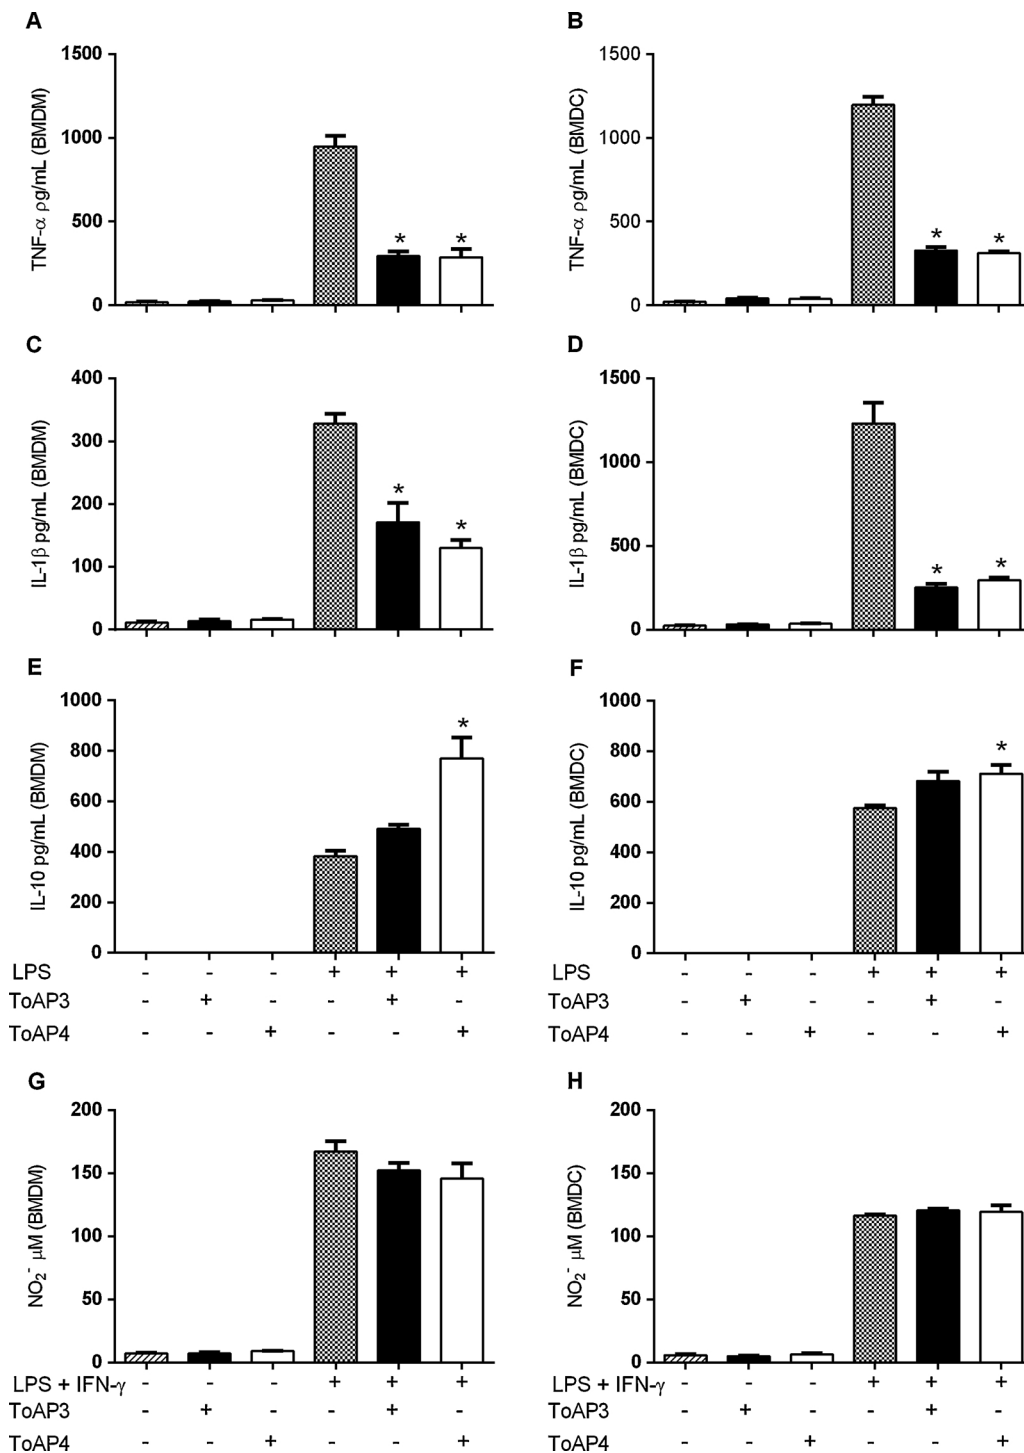 A
B
1500
1000
500
0
TNF-α ρg/mL (BMDM)
* *
1500
1000
500
0
TNF-α ρg/mL (BMDC)
* *
C
D
400
300
200
100
0
IL-1β pg/mL (BMDM)
* *
1500
1000
500
0
IL-1β pg/mL (BMDC)
* *
E
F
1000
800
600
400
200
0
IL-10 pg/mL (BMDM)
*
1000
800
600
400
200
0
IL-10 pg/mL (BMDC)
*
LPS - - - + + +
ToAP3 - + - - + -
ToAP4 - - + - - +
LPS - - - + + +
ToAP3 - + - - + -
ToAP4 - - + - - +
G
H
200
150
100
50
0
NO₂⁻ μM (BMDM)
200
150
100
50
0
NO₂⁻ μM (BMDC)
LPS + IFN-γ - - - + + +
ToAP3 - + - - + -
ToAP4 - - + - - +
LPS + IFN-γ - - - + + +
ToAP3 - + - - + -
ToAP4 - - + - - +